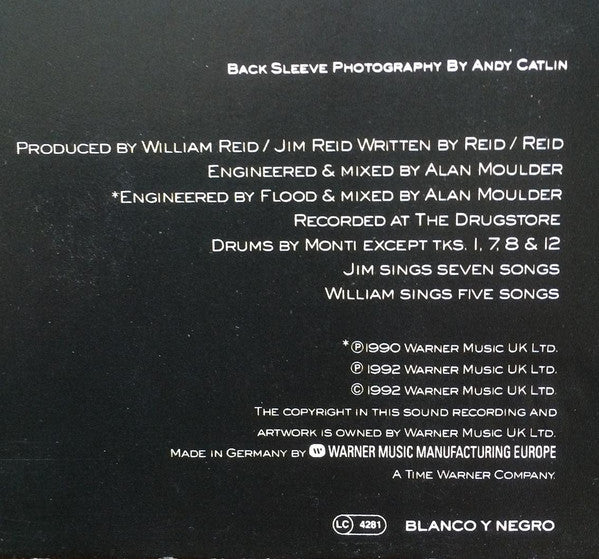 BACK SLEEVE PHOTOGRAPHY BY ANDY CATLIN
PRODUCED BY WILLIAM REID / JIM REID WRITTEN BY REID / REID
ENGINEERED & MIXED BY ALAN MOULDER
*ENGINEERED BY FLOOD & MIXED BY ALAN MOULDER
RECORDED AT THE DRUGSTORE
DRUMS BY MONTI EXCEPT TKS. 1, 7, 8 & 12
JIM SINGS SEVEN SONGS
WILLIAM SINGS FIVE SONGS
*℗1990 WARNER MUSIC UK LTD.
℗ 1992 WARNER MUSIC UK LTD.
© 1992 WARNER MUSIC UK LTD.
THE COPYRIGHT IN THIS SOUND RECORDING AND
ARTWORK IS OWNED BY WARNER MUSIC UK LTD.
MADE IN GERMANY BY WARNER MUSIC MANUFACTURING EUROPE
A TIME WARNER COMPANY.
LC 4281 BLANCO Y NEGRO